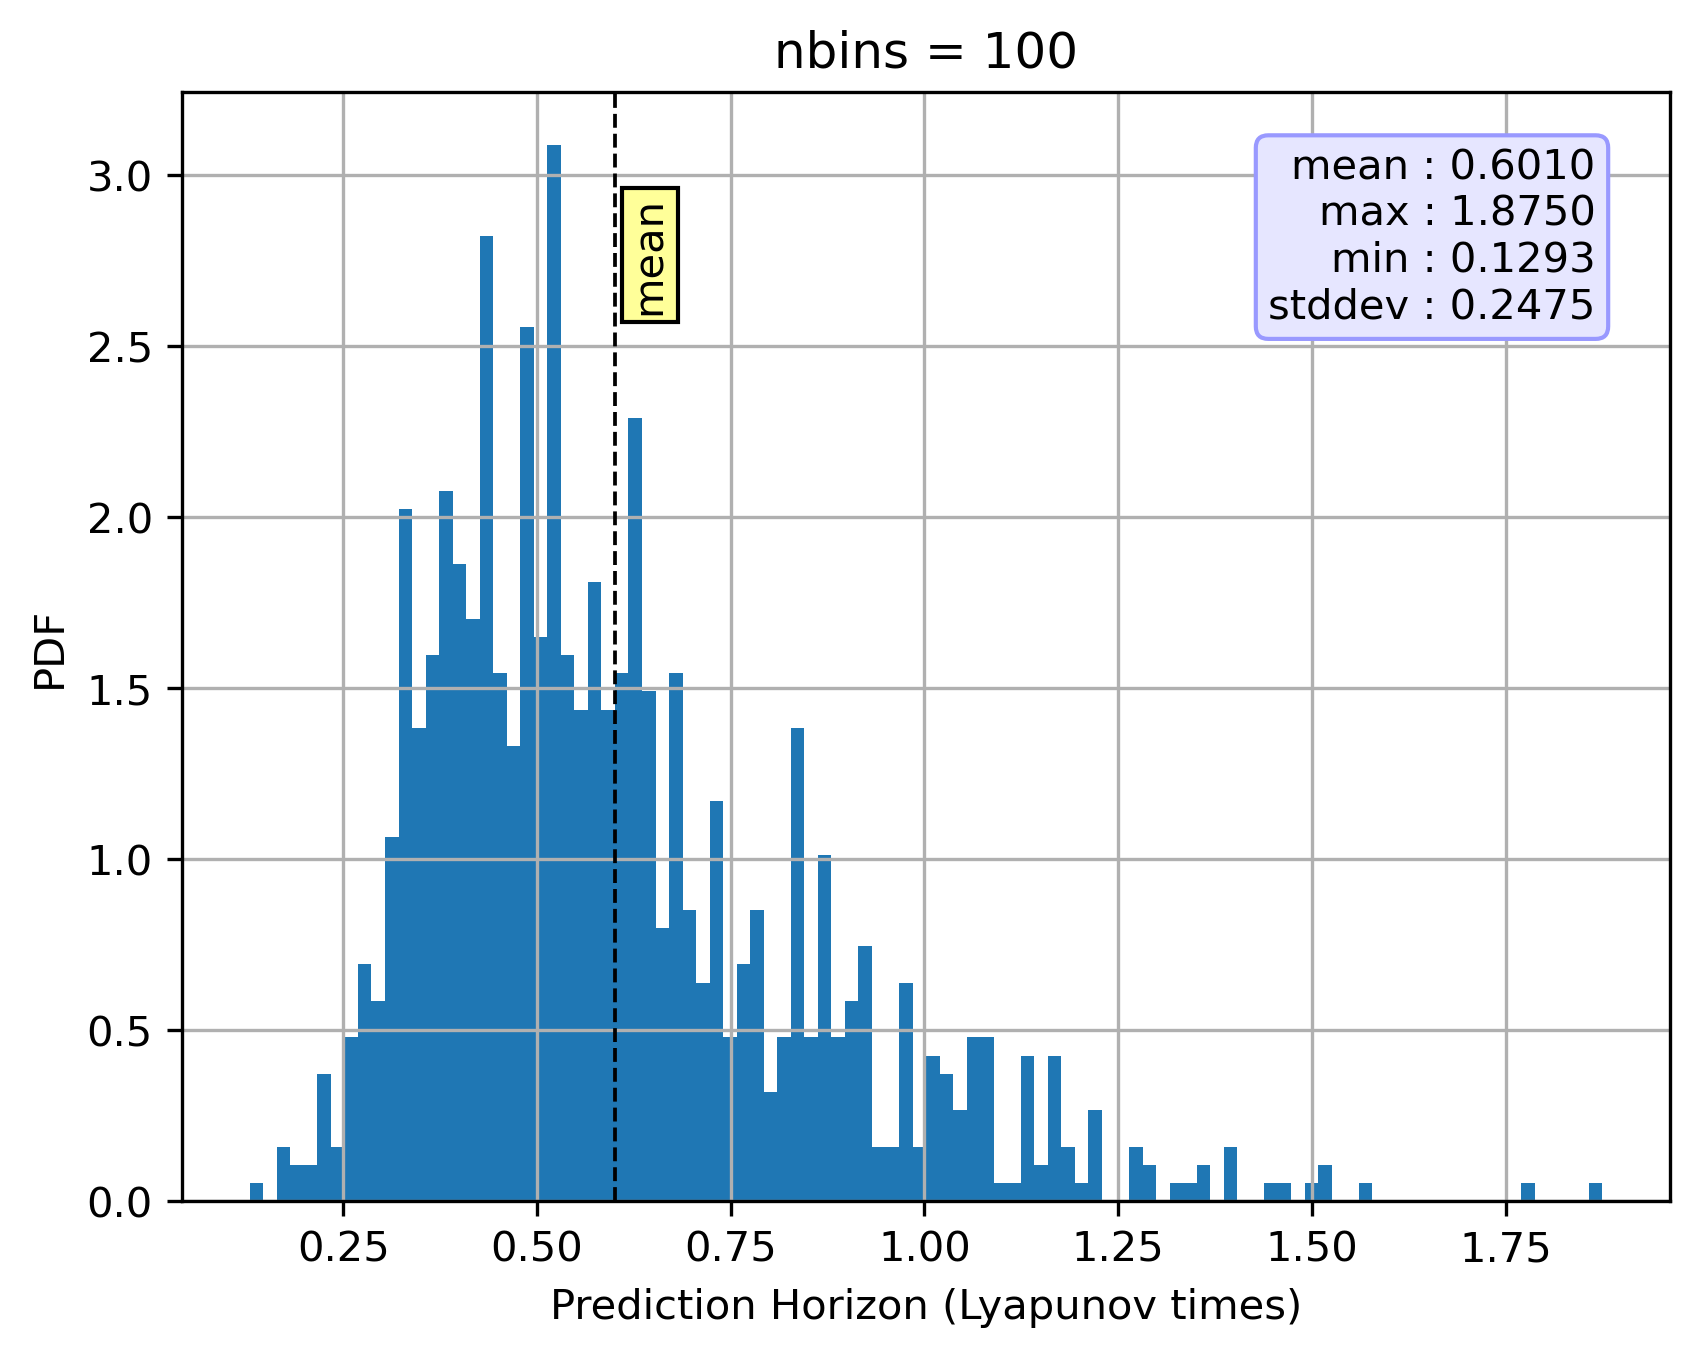 nbins = 100
mean : 0.6010
max : 1.8750
min : 0.1293
stddev : 0.2475
mean
3.0
2.5
2.0
1.5
1.0
0.5
0.0
PDF
0.25 0.50 0.75 1.00 1.25 1.50 1.75
Prediction Horizon (Lyapunov times)